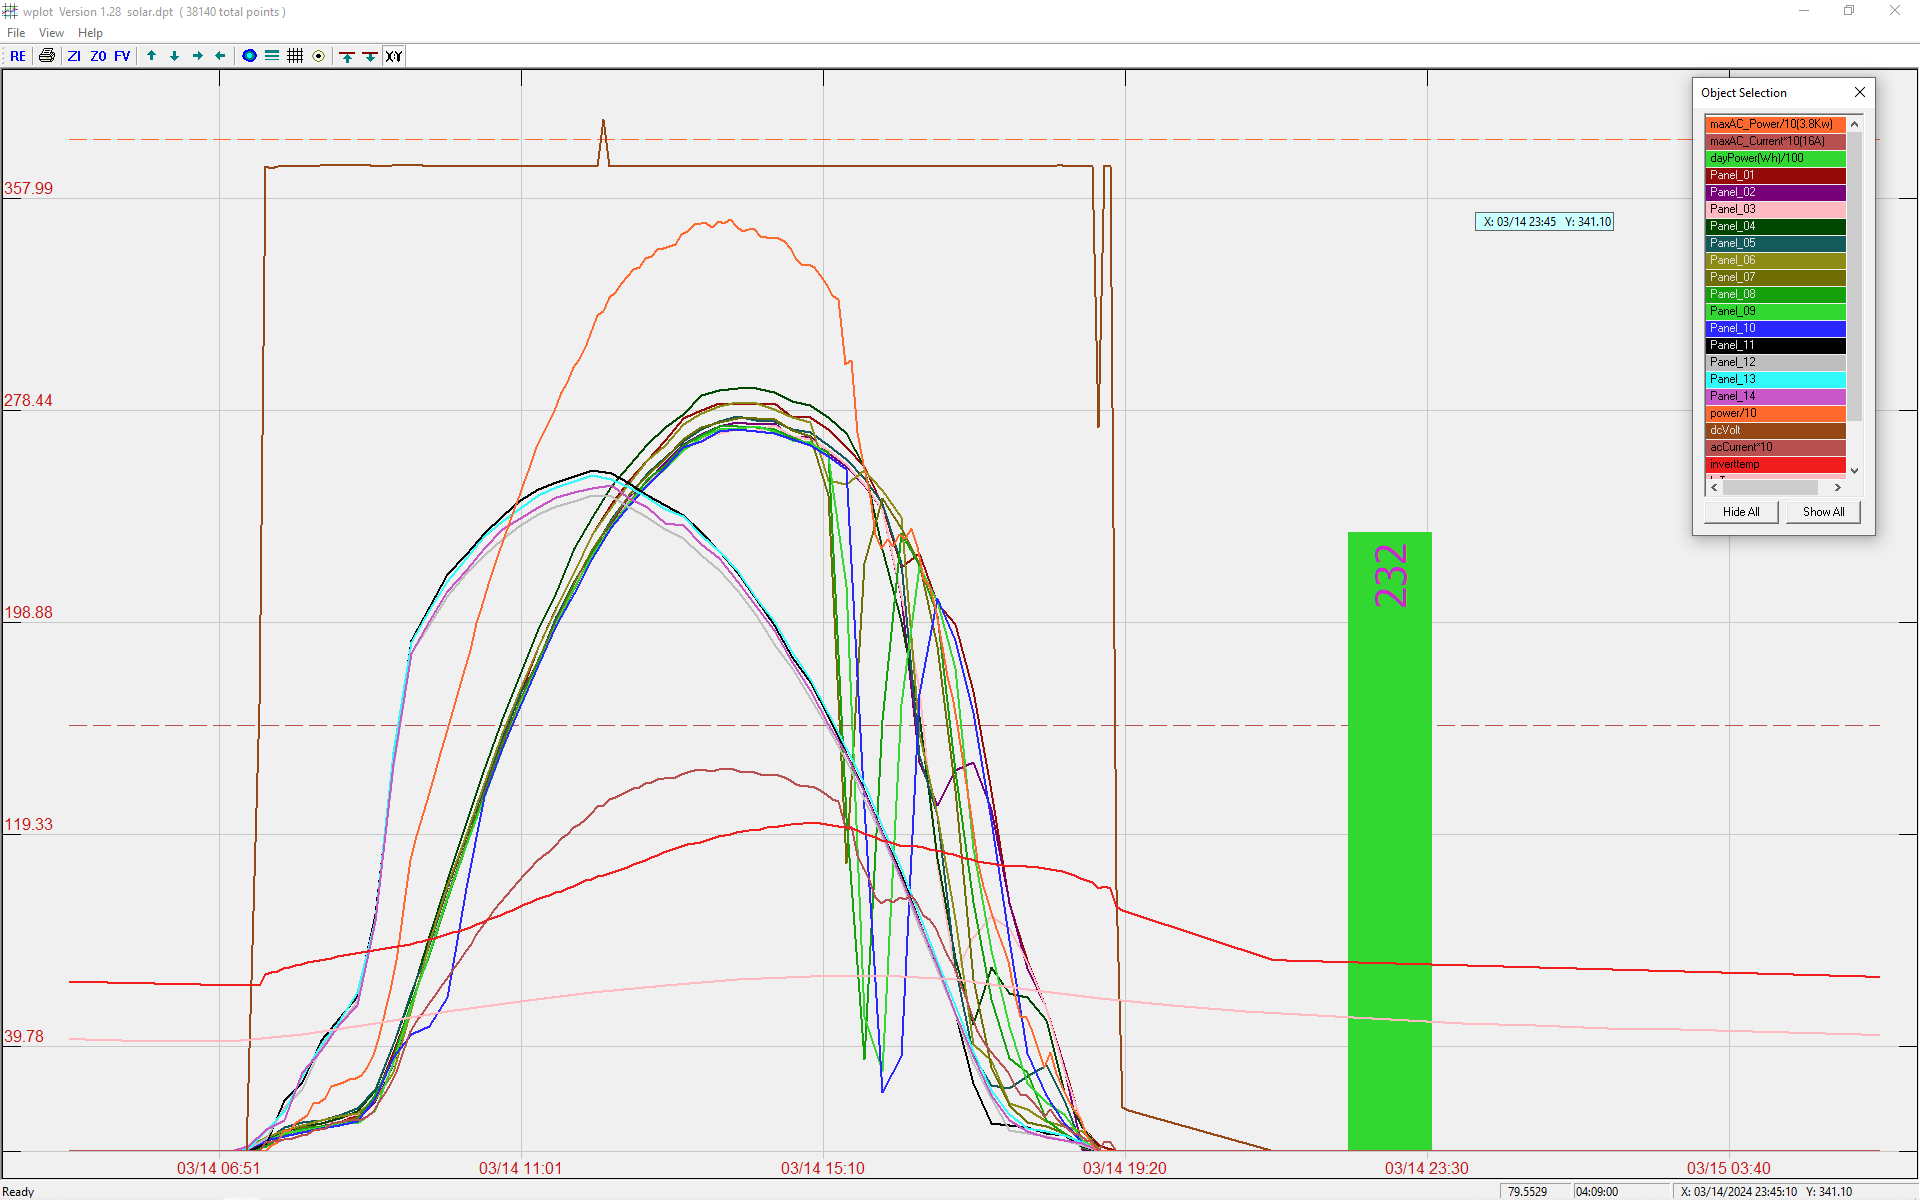 wplot Version 1.28 solar.dpt ( 38140 total points )
File View Help
RE ZI ZO FV X:Y
Object Selection
maxAC_Power/10(3.8Kw)
maxAC_Current*10(16A)
dayPower(Wh)/100
Panel_01
Panel_02
Panel_03
Panel_04
Panel_05
Panel_06
Panel_07
Panel_08
Panel_09
Panel_10
Panel_11
Panel_12
Panel_13
Panel_14
power/10
dcVolt
acCurrent*10
inverttemp
Hide All Show All
X: 03/14 23:45 Y: 341.10
357.99
278.44
198.88
119.33
39.78
232
03/14 06:51 03/14 11:01 03/14 15:10 03/14 19:20 03/14 23:30 03/15 03:40
Ready 79.5529 04:09:00 X: 03/14/2024 23:45:10 Y: 341.10